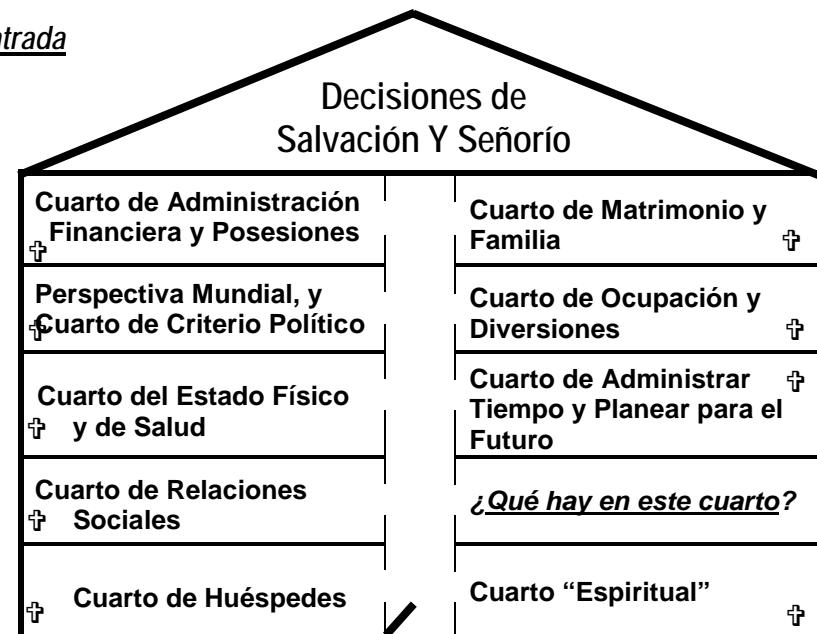 Decisiones de
Salvación Y Señorío
Cuarto de Administración
Financiera y Posesiones
Perspectiva Mundial, y
Cuarto de Criterio Político
Cuarto del Estado Físico
y de Salud
Cuarto de Relaciones
Sociales
Cuarto de Huéspedes
Cuarto de Matrimonio y
Familia
Cuarto de Ocupación y
Diversiones
Cuarto de Administrar
Tiempo y Planear para el
Futuro
¿Qué hay en este cuarto?
Cuarto “Espiritual”